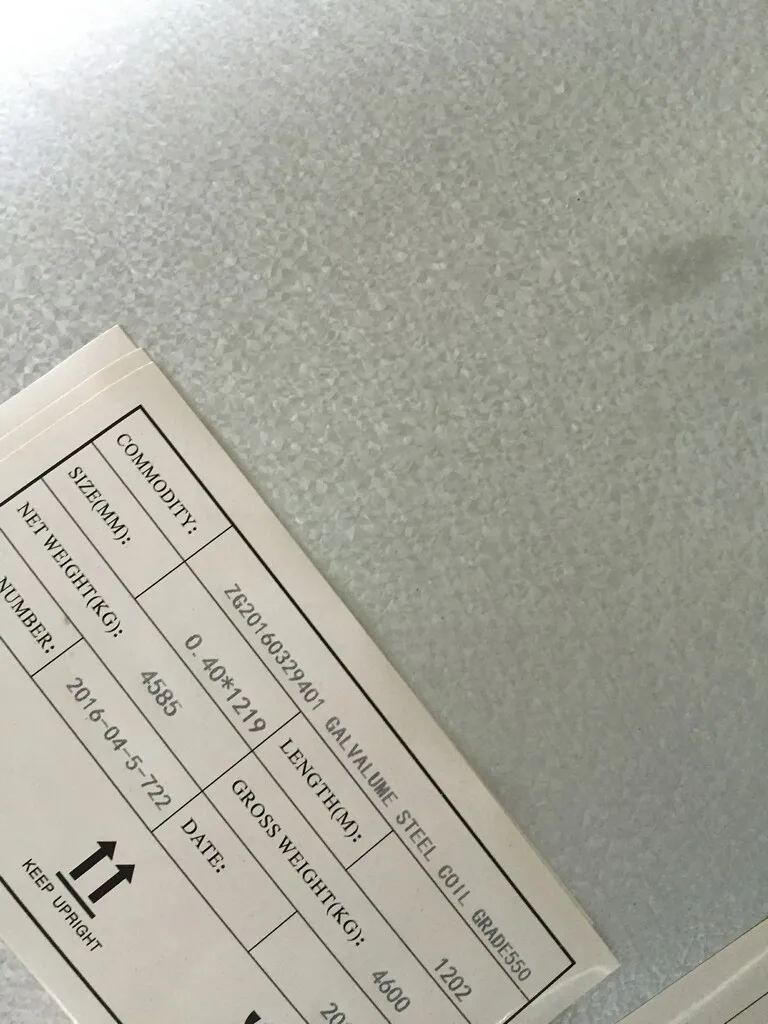 COMMODITY: ZG20160329401 GALVALUME STEEL COIL GRADE550
SIZE(MM): 0.40*1219 LENGTH(M): 1202
NET WEIGHT(KG): 4585 GROSS WEIGHT(KG): 4600
NUMBER: 2016-04-5-722 DATE: 20
KEEP UPRIGHT